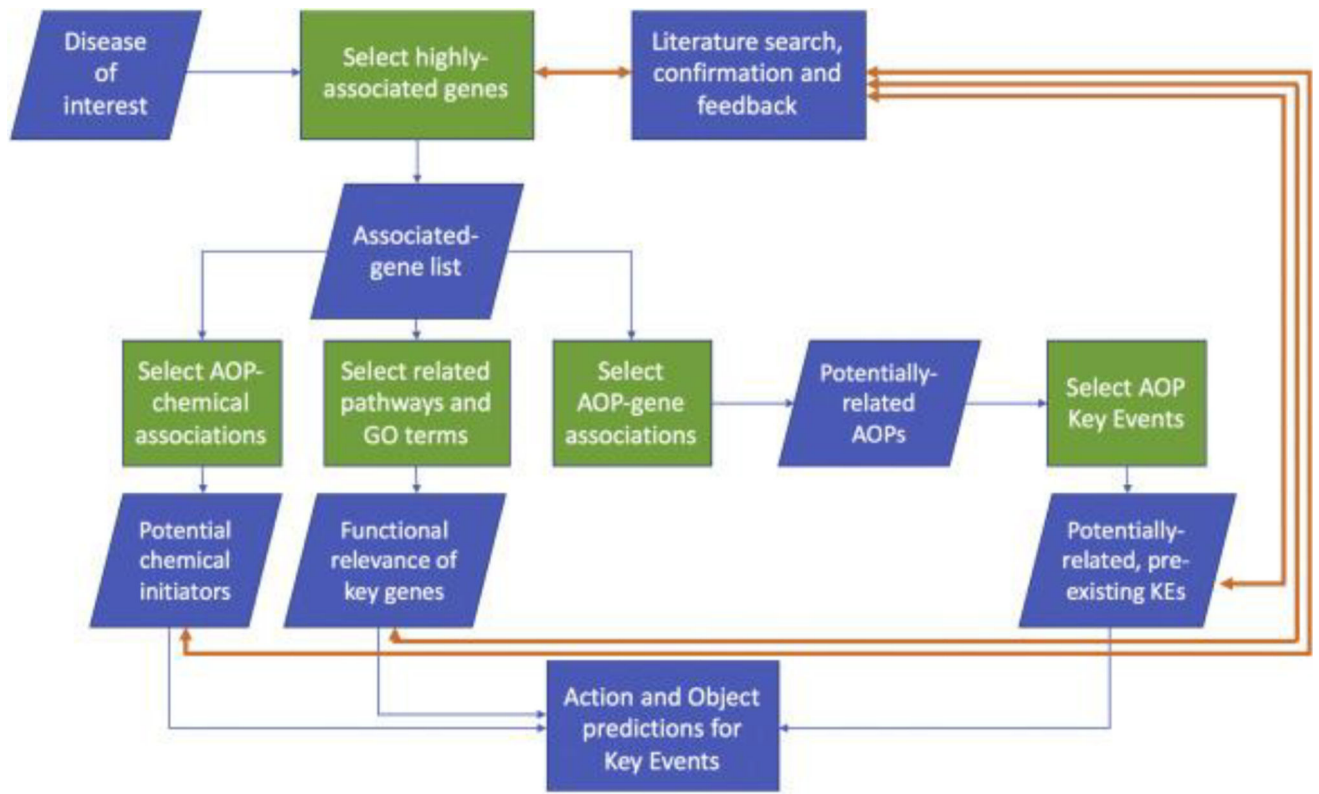 Disease
of
interest
Select highly-
associated genes
Literature search,
confirmation and
feedback
Associated-
gene list
Select AOP-
chemical
associations
Select related
pathways and
GO terms
Select
AOP-gene
associations
Potentially-
related
AOPs
Select AOP
Key Events
Potential
chemical
initiators
Functional
relevance of
key genes
Potentially-
related, pre-
existing KEs
Action and Object
predictions for
Key Events